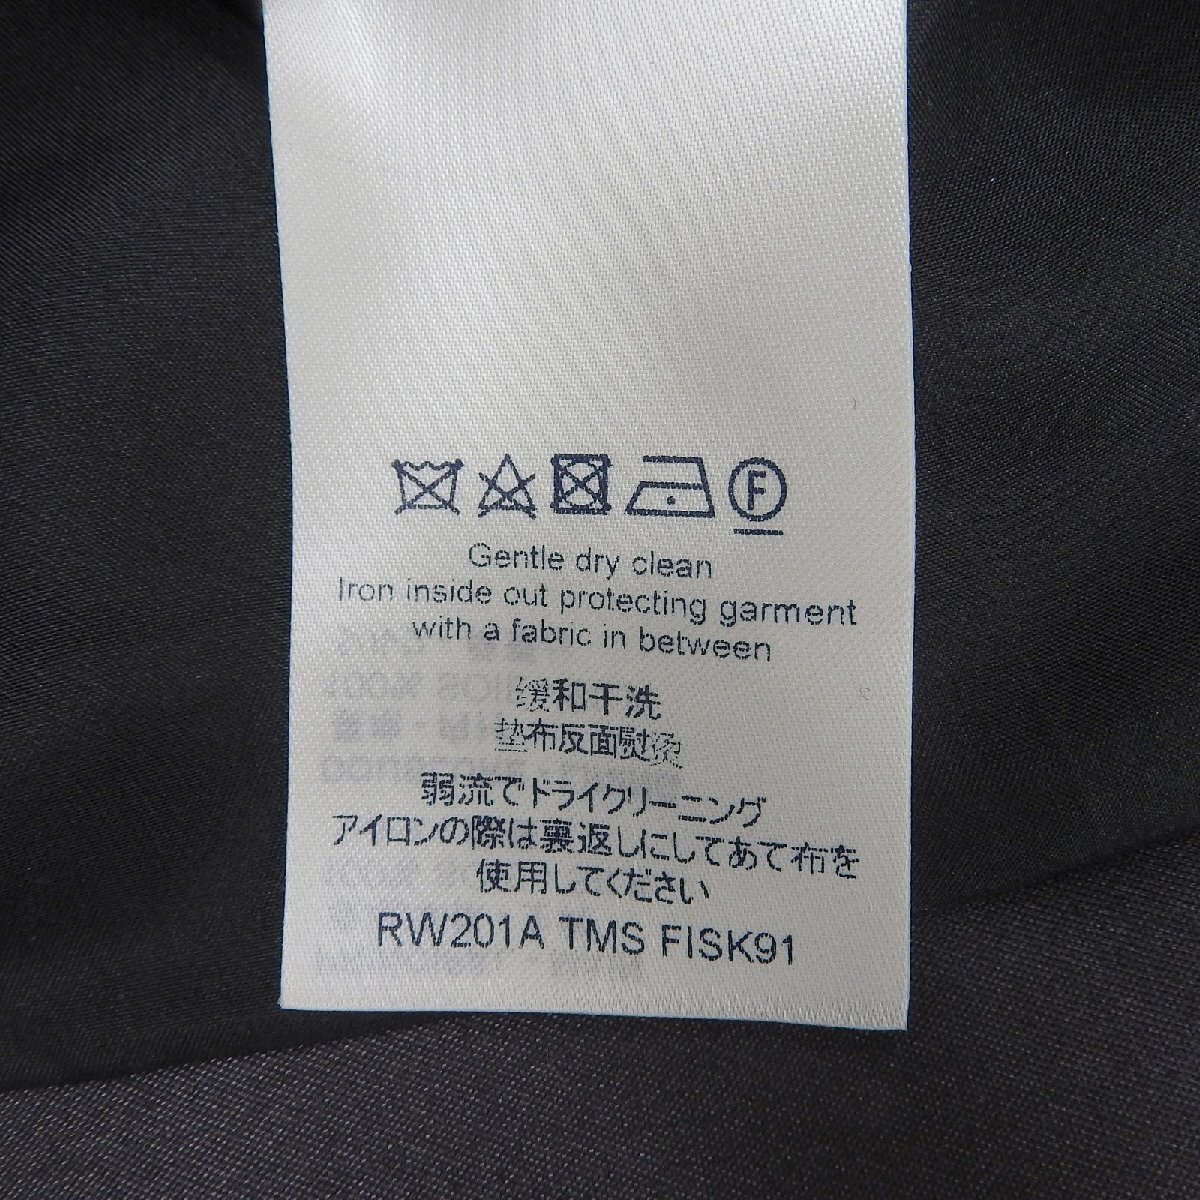 F
Gentle dry clean
Iron inside out protecting garment
with a fabric in between
缓和干洗
垫布反面熨烫
弱流でドライクリーニング
アイロンの際は裏返しにしてあて布を
使用してください
RW201A TMS FISK91